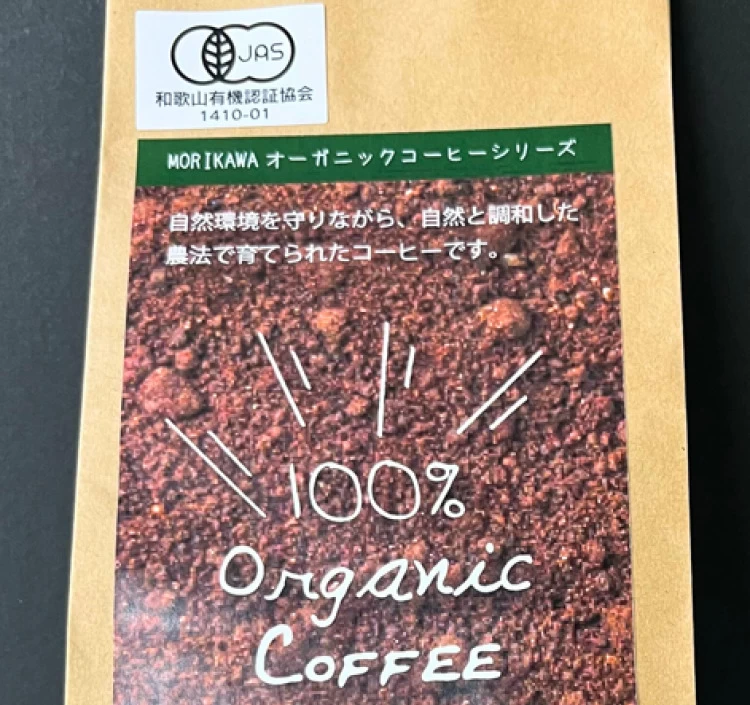 JAS
和歌山有機認証協会
1410-01
MORIKAWA オーガニックコーヒーシリーズ
自然環境を守りながら、自然と調和した
農法で育てられたコーヒーです。
100%
Organic
COFFEE